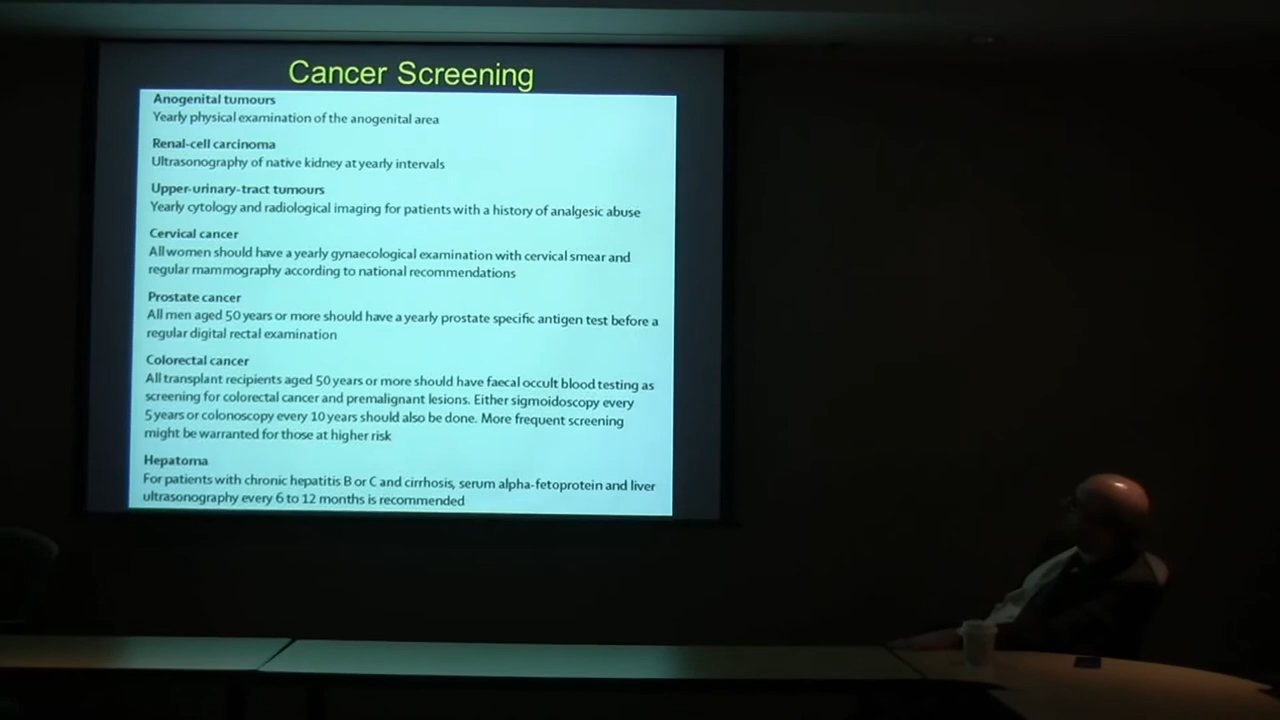 Cancer Screening
Anogenital tumours
Yearly physical examination of the anogenital area
Renal-cell carcinoma
Ultrasonography of native kidney at yearly intervals
Upper-urinary-tract tumours
Yearly cytology and radiological imaging for patients with a history of analgesic abuse
Cervical cancer
All women should have a yearly gynaecological examination with cervical smear and
regular mammography according to national recommendations
Prostate cancer
All men aged 50 years or more should have a yearly prostate specific antigen test before a
regular digital rectal examination
Colorectal cancer
All transplant recipients aged 50 years or more should have faecal occult blood testing as
screening for colorectal cancer and premalignant lesions. Either sigmoidoscopy every
5 years or colonoscopy every 10 years should also be done. More frequent screening
might be warranted for those at higher risk
Hepatoma
For patients with chronic hepatitis B or C and cirrhosis, serum alpha-fetoprotein and liver
ultrasonography every 6 to 12 months is recommended